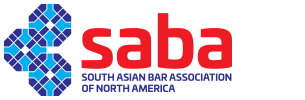 saba
SOUTH ASIAN BAR ASSOCIATION
OF NORTH AMERICA